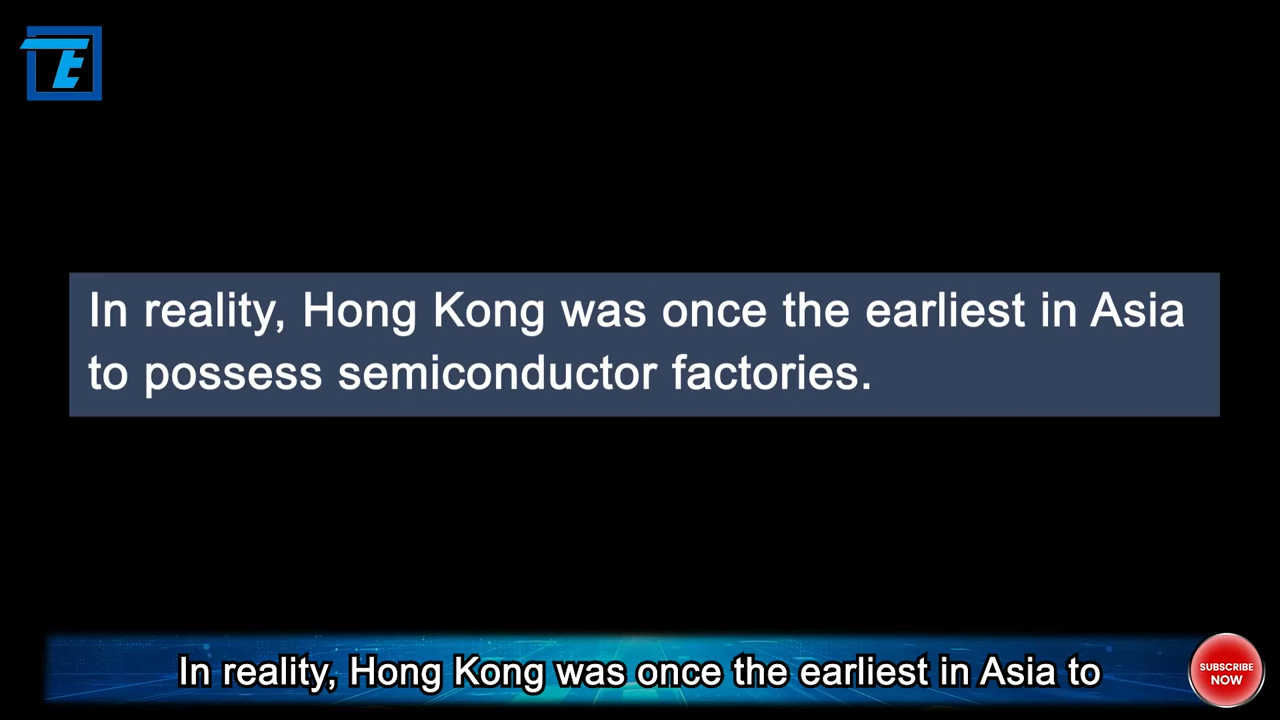 TE
In reality, Hong Kong was once the earliest in Asia
to possess semiconductor factories.
In reality, Hong Kong was once the earliest in Asia to
SUBSCRIBE
NOW